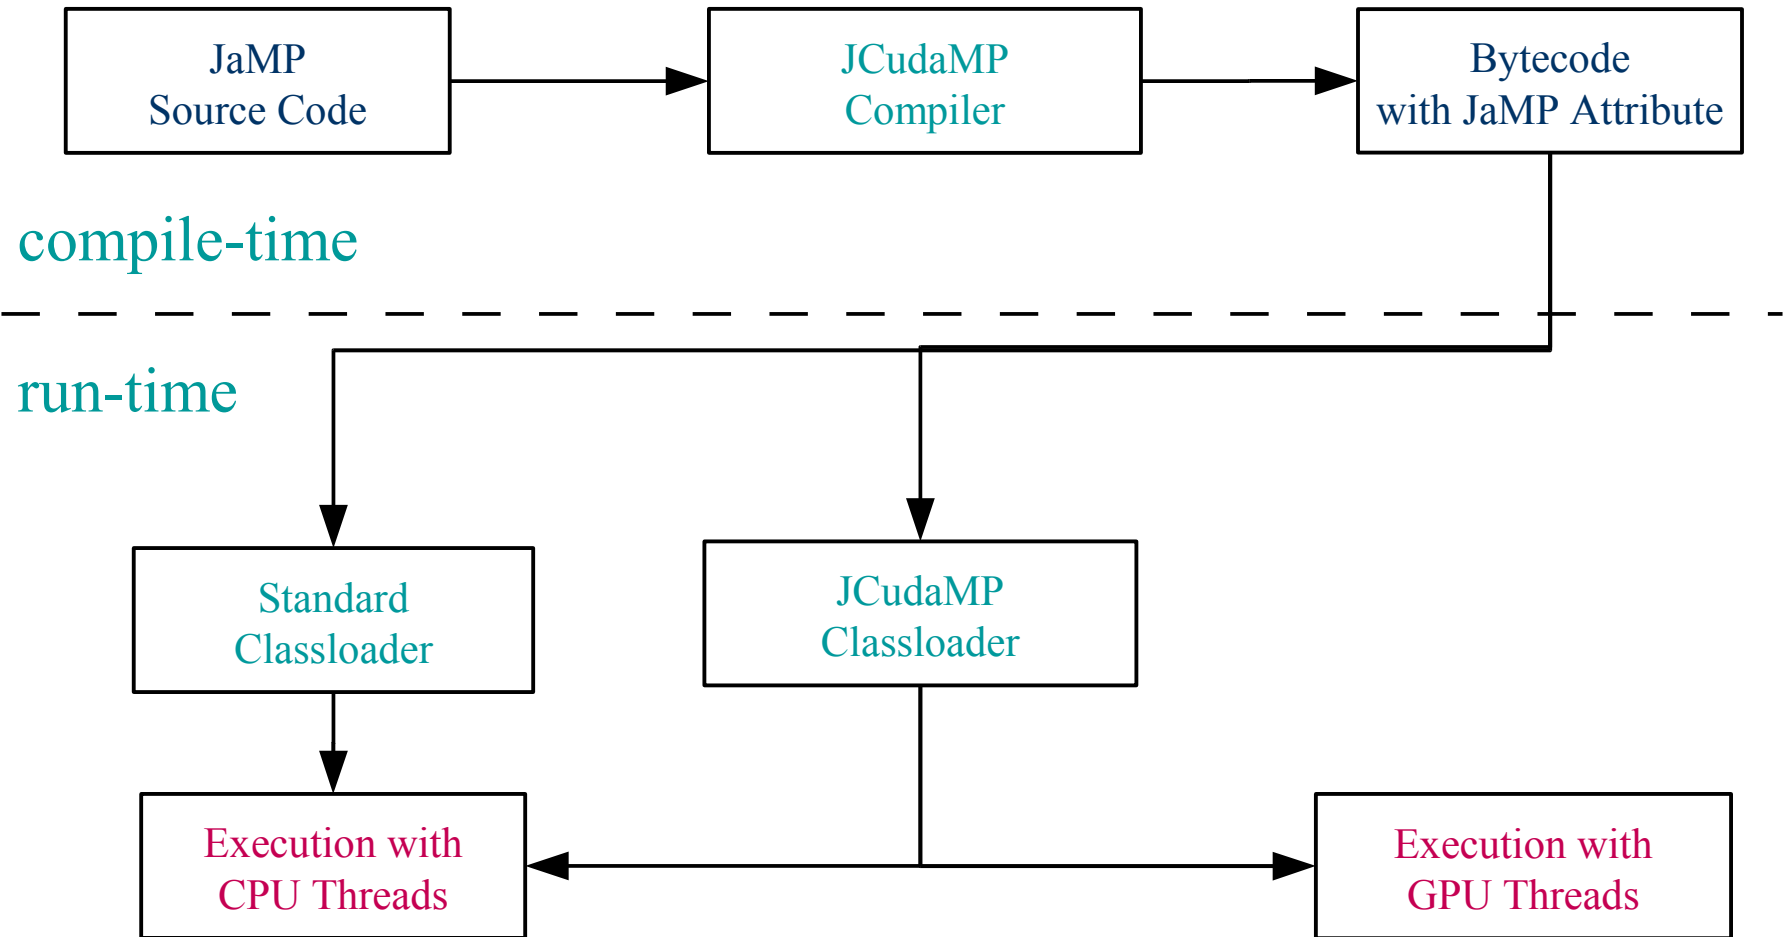 JaMP
Source Code
JCudaMP
Compiler
Bytecode
with JaMP Attribute
compile-time
run-time
Standard
Classloader
JCudaMP
Classloader
Execution with
CPU Threads
Execution with
GPU Threads